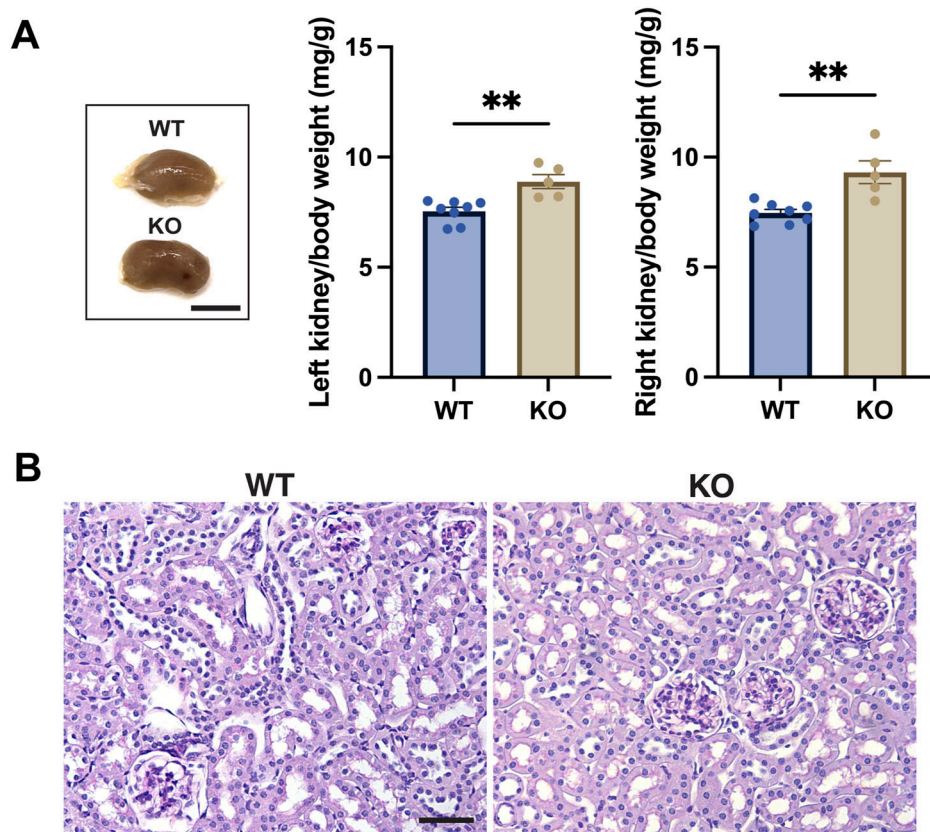 A
WT
KO
Left kidney/body weight (mg/g)
15
10
5
0
**
WT
KO
Right kidney/body weight (mg/g)
15
10
5
0
**
WT
KO
B
WT
KO